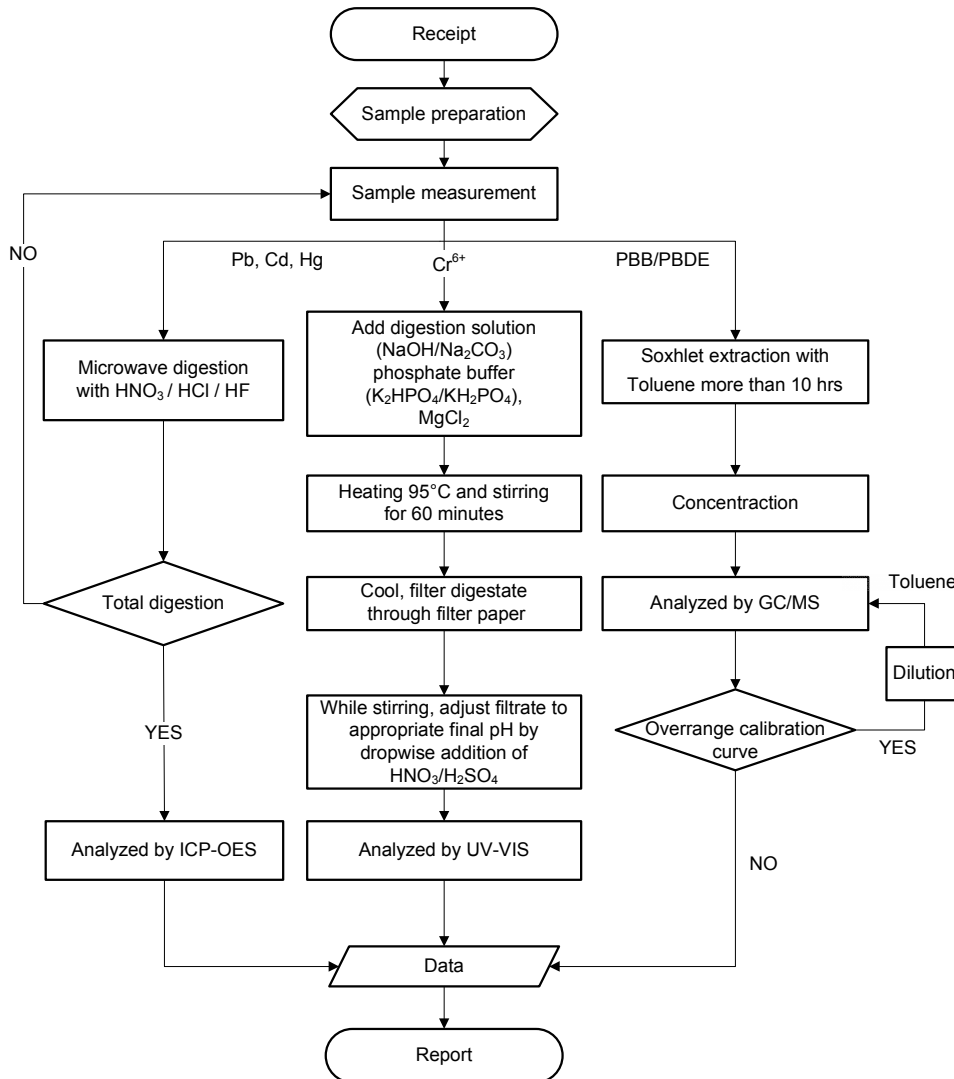 Receipt
Sample preparation
Sample measurement
NO
Pb, Cd, Hg
Cr⁶⁺
PBB/PBDE
Microwave digestion
with HNO₃ / HCl / HF
Add digestion solution
(NaOH/Na₂CO₃)
phosphate buffer
(K₂HPO₄/KH₂PO₄),
MgCl₂
Soxhlet extraction with
Toluene more than 10 hrs
Heating 95°C and stirring
for 60 minutes
Concentraction
Total digestion
Cool, filter digestate
through filter paper
Analyzed by GC/MS
Toluene
Dilution
YES
While stirring, adjust filtrate to
appropriate final pH by
dropwise addition of
HNO₃/H₂SO₄
Overrange calibration
curve
YES
Analyzed by ICP-OES
Analyzed by UV-VIS
NO
Data
Report